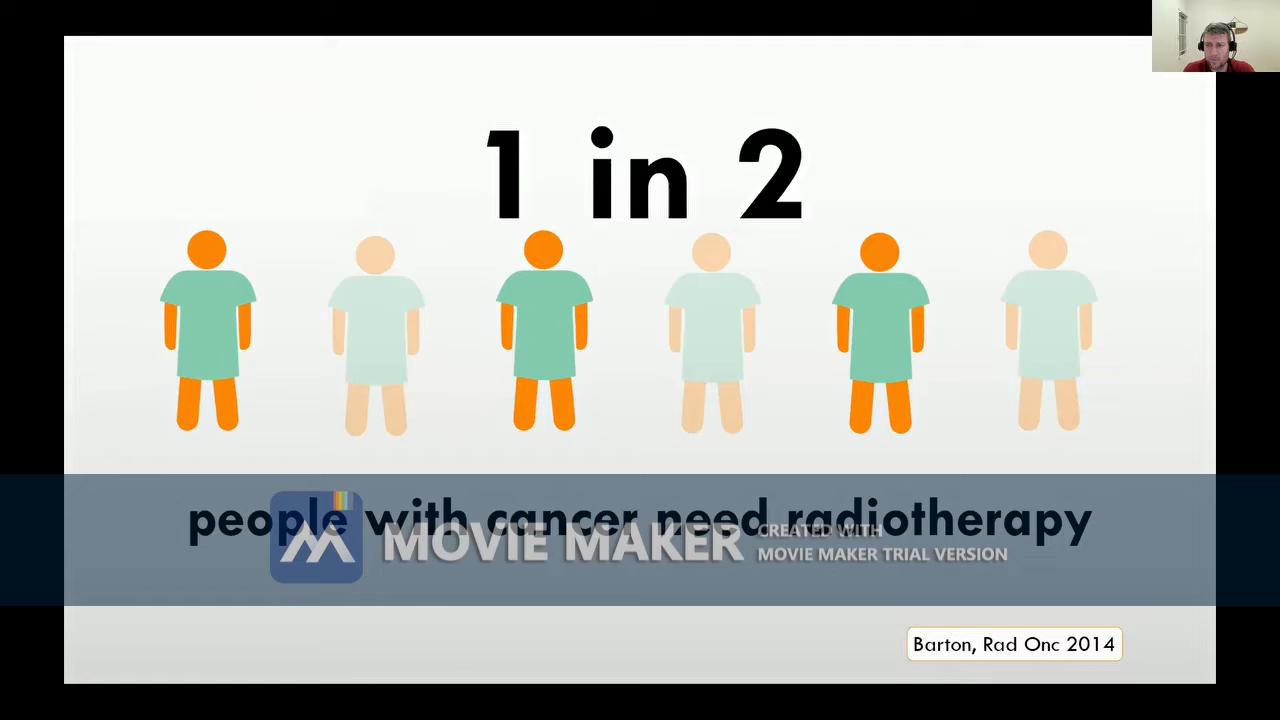 1 in 2
people with cancer need radiotherapy
MOVIE MAKER
CREATED WITH
MOVIE MAKER TRIAL VERSION
Barton, Rad Onc 2014